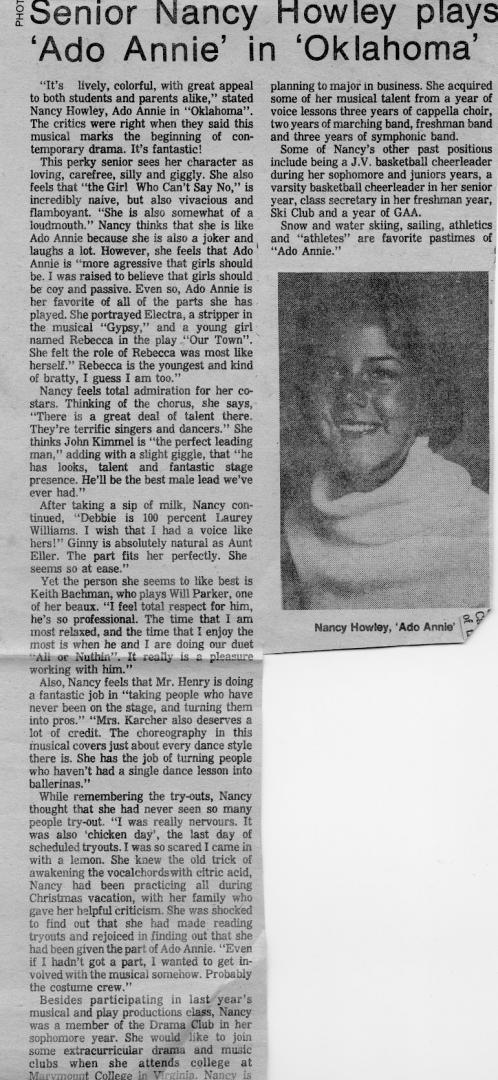 PHOT
Senior Nancy Howley plays
'Ado Annie' in 'Oklahoma'
"It's lively, colorful, with great appeal
to both students and parents alike," stated
Nancy Howley, Ado Annie in "Oklahoma".
The critics were right when they said this
musical marks the beginning of con-
temporary drama. It's fantastic!
This perky senior sees her character as
loving, carefree, silly and giggly. She also
feels that "the Girl Who Can't Say No," is
incredibly naive, but also vivacious and
flamboyant. "She is also somewhat of a
loudmouth." Nancy thinks that she is like
Ado Annie because she is also a joker and
laughs a lot. However, she feels that Ado
Annie is "more agressive that girls should
be. I was raised to believe that girls should
be coy and passive. Even so, Ado Annie is
her favorite of all of the parts she has
played. She portrayed Electra, a stripper in
the musical "Gypsy," and a young girl
named Rebecca in the play "Our Town".
She felt the role of Rebecca was most like
herself." Rebecca is the youngest and kind
of bratty, I guess I am too."
Nancy feels total admiration for her co-
stars. Thinking of the chorus, she says,
"There is a great deal of talent there.
They're terrific singers and dancers." She
thinks John Kimmel is "the perfect leading
man," adding with a slight giggle, that "he
has looks, talent and fantastic stage
presence. He'll be the best male lead we've
ever had."
After taking a sip of milk, Nancy con-
tinued, "Debbie is 100 percent Laurey
Williams. I wish that I had a voice like
hers!" Ginny is absolutely natural as Aunt
Eller. The part fits her perfectly. She
seems so at ease."
Yet the person she seems to like best is
Keith Bachman, who plays Will Parker, one
of her beaux. "I feel total respect for him,
he's so professional. The time that I am
most relaxed, and the time that I enjoy the
most is when he and I are doing our duet
"All or Nuthin". It really is a pleasure
working with him."
Also, Nancy feels that Mr. Henry is doing
a fantastic job in "taking people who have
never been on the stage, and turning them
into pros." "Mrs. Karcher also deserves a
lot of credit. The choreography in this
musical covers just about every dance style
there is. She has the job of turning people
who haven't had a single dance lesson into
ballerinas."
While remembering the try-outs, Nancy
thought that she had never seen so many
people try-out. "I was really nervours. It
was also 'chicken day', the last day of
scheduled tryouts. I was so scared I came in
with a lemon. She knew the old trick of
awakening the vocalchords with citric acid,
Nancy had been practicing all during
Christmas vacation, with her family who
gave her helpful criticism. She was shocked
to find out that she had made reading
tryouts and rejoiced in finding out that she
had been given the part of Ado Annie. "Even
if I hadn't got a part, I wanted to get in-
volved with the musical somehow. Probably
the costume crew."
Besides participating in last year's
musical and play productions class, Nancy
was a member of the Drama Club in her
sophomore year. She would like to join
some extracurricular drama and music
clubs when she attends college at
Marymount College in Virginia. Nancy is
planning to major in business. She acquired
some of her musical talent from a year of
voice lessons three years of cappella choir,
two years of marching band, freshman band
and three years of symphonic band.
Some of Nancy's other past positions
include being a J.V. basketball cheerleader
during her sophomore and juniors years, a
varsity basketball cheerleader in her senior
year, class secretary in her freshman year,
Ski Club and a year of GAA.
Snow and water skiing, sailing, athletics
and "athletes" are favorite pastimes of
"Ado Annie."
Nancy Howley, 'Ado Annie'